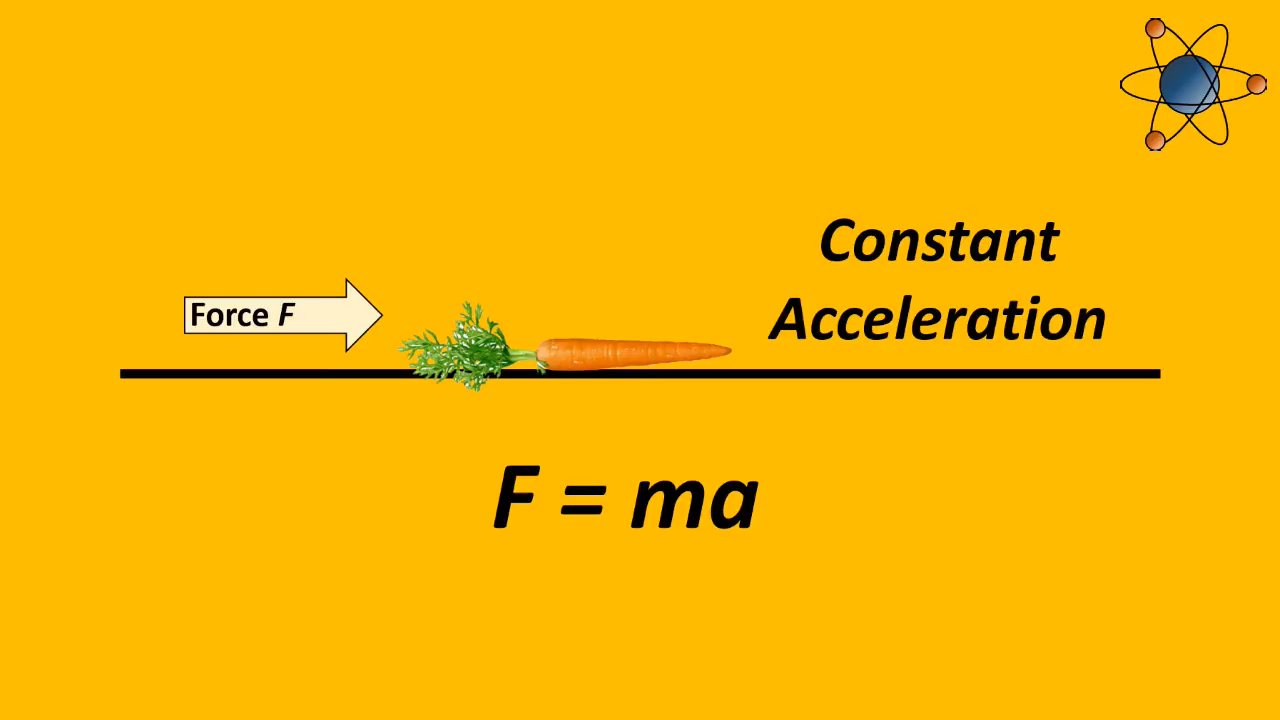 Constant
Acceleration
Force F
F = ma